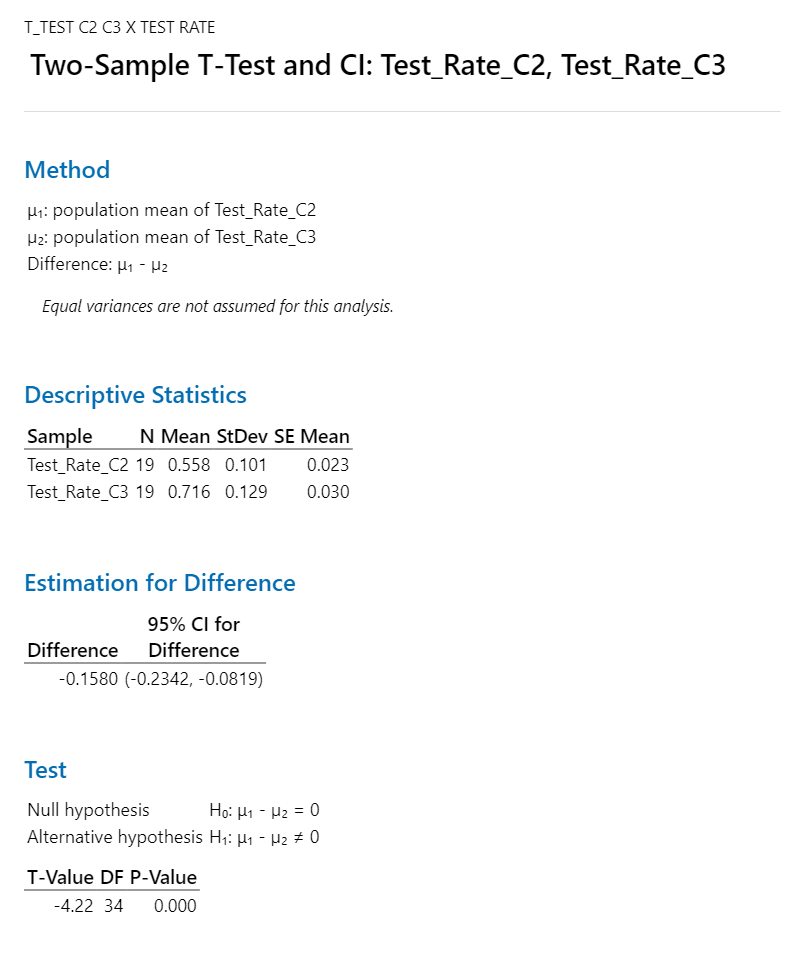 T_TEST C2 C3 X TEST RATE
Two-Sample T-Test and CI: Test_Rate_C2, Test_Rate_C3
Method
μ₁: population mean of Test_Rate_C2
μ₂: population mean of Test_Rate_C3
Difference: μ₁ - μ₂
Equal variances are not assumed for this analysis.
Descriptive Statistics
Sample N Mean StDev SE Mean
Test_Rate_C2 19 0.558 0.101 0.023
Test_Rate_C3 19 0.716 0.129 0.030
Estimation for Difference
95% CI for
Difference Difference
-0.1580 (-0.2342, -0.0819)
Test
Null hypothesis H₀: μ₁ - μ₂ = 0
Alternative hypothesis H₁: μ₁ - μ₂ ≠ 0
T-Value DF P-Value
-4.22 34 0.000